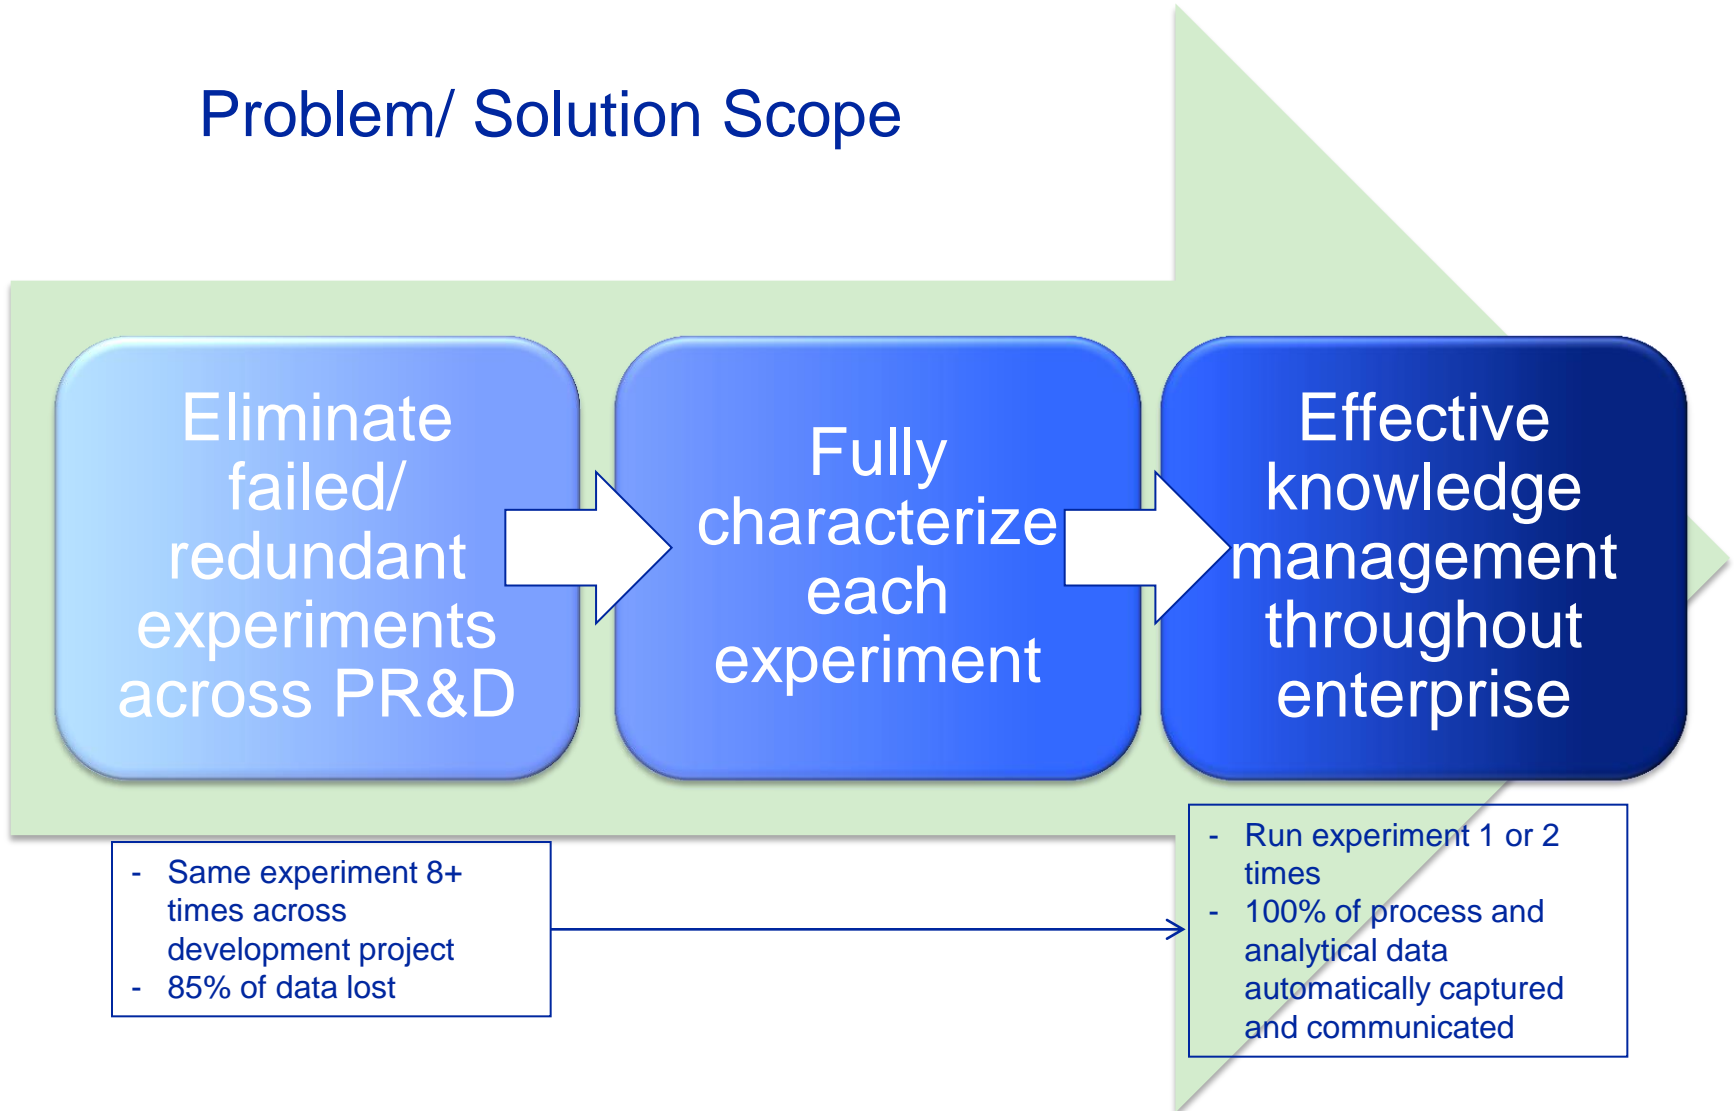 Problem/ Solution Scope
Eliminate
failed/
redundant
experiments
across PR&D
Fully
characterize
each
experiment
Effective
knowledge
management
throughout
enterprise
- Same experiment 8+
times across
development project
- 85% of data lost
- Run experiment 1 or 2
times
- 100% of process and
analytical data
automatically captured
and communicated